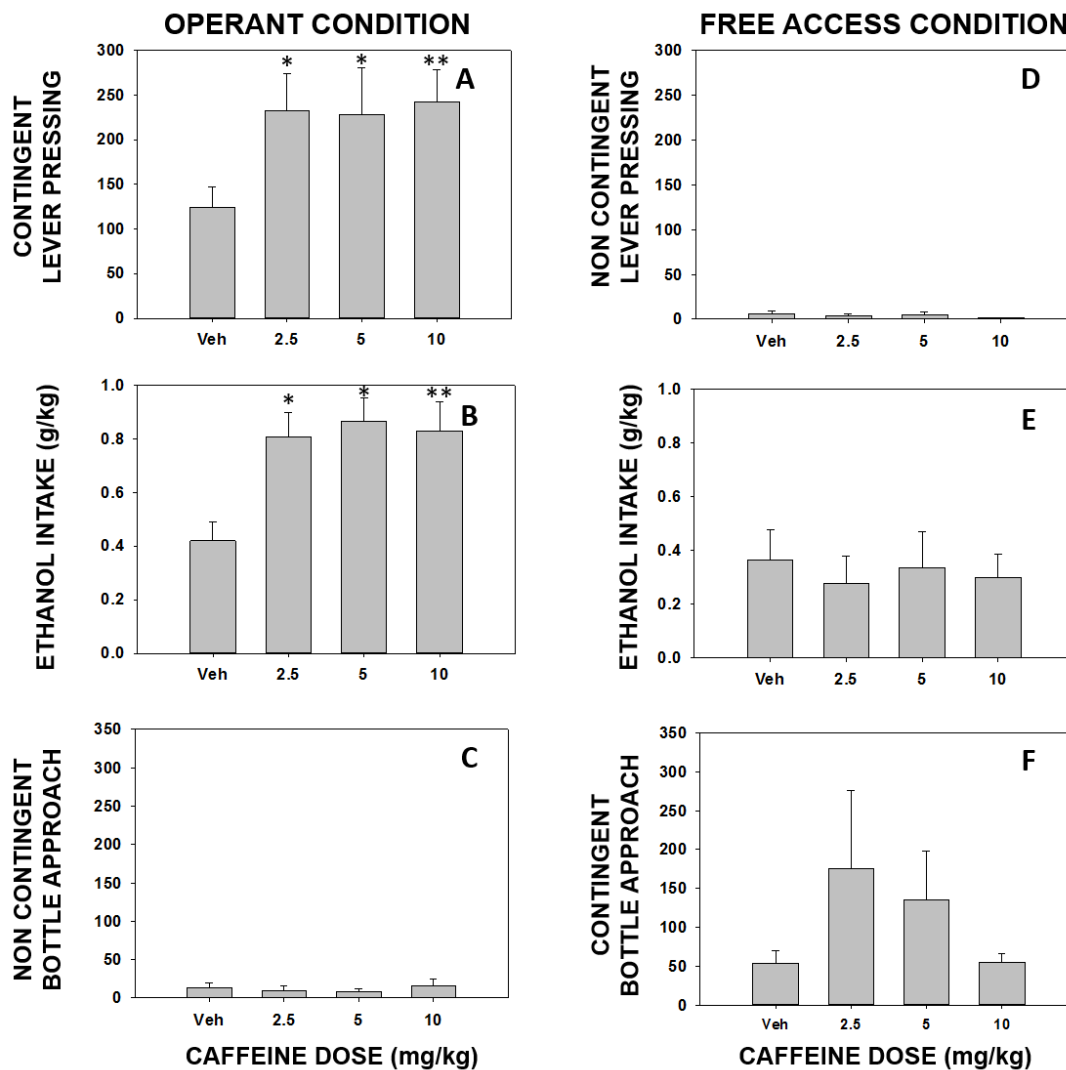 OPERANT CONDITION
CONTINGENT
LEVER PRESSING
300
250
200
150
100
50
0
* * **
A
Veh 2.5 5 10
ETHANOL INTAKE (g/kg)
1.0
0.8
0.6
0.4
0.2
0.0
* * **
B
Veh 2.5 5 10
NON CONTINGENT
BOTTLE APPROACH
350
300
250
200
150
100
50
0
C
Veh 2.5 5 10
CAFFEINE DOSE (mg/kg)
FREE ACCESS CONDITION
NON CONTINGENT
LEVER PRESSING
300
250
200
150
100
50
0
D
Veh 2.5 5 10
ETHANOL INTAKE (g/kg)
1.0
0.8
0.6
0.4
0.2
0.0
E
Veh 2.5 5 10
CONTINGENT
BOTTLE APPROACH
350
300
250
200
150
100
50
0
F
Veh 2.5 5 10
CAFFEINE DOSE (mg/kg)